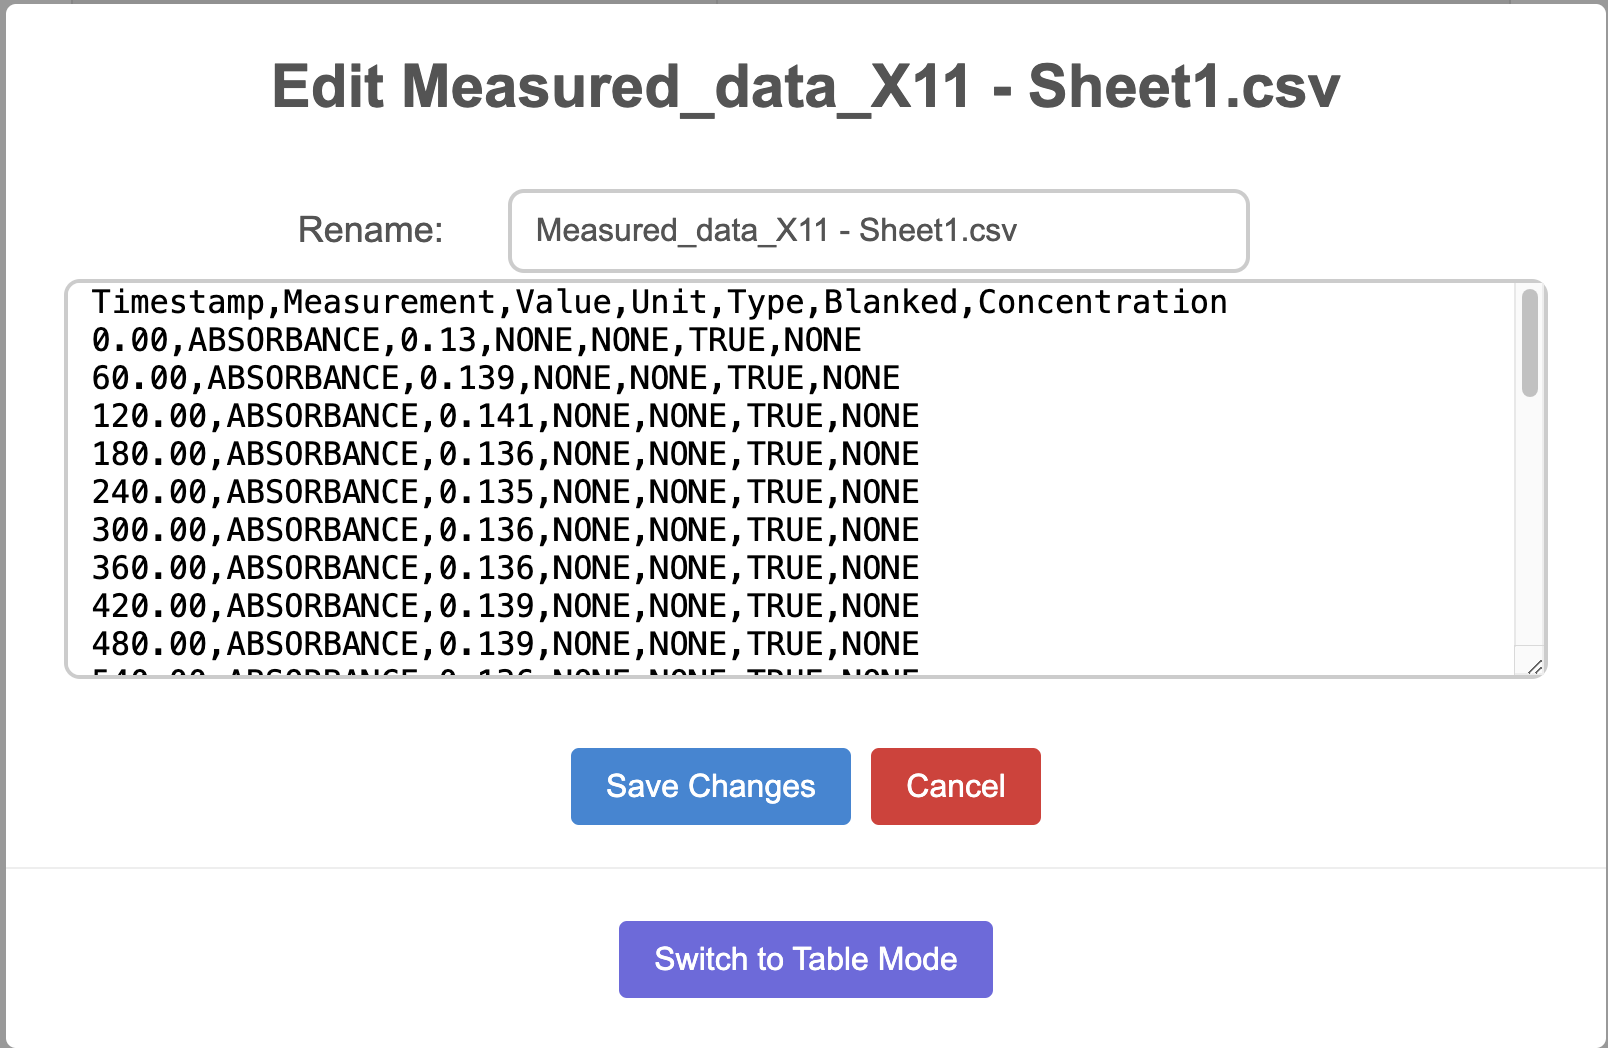 Edit Measured_data_X11 - Sheet1.csv
Rename:
Measured_data_X11 - Sheet1.csv
Timestamp,Measurement,Value,Unit,Type,Blanked,Concentration
0.00,ABSORBANCE,0.13,NONE,NONE,TRUE,NONE
60.00,ABSORBANCE,0.139,NONE,NONE,TRUE,NONE
120.00,ABSORBANCE,0.141,NONE,NONE,TRUE,NONE
180.00,ABSORBANCE,0.136,NONE,NONE,TRUE,NONE
240.00,ABSORBANCE,0.135,NONE,NONE,TRUE,NONE
300.00,ABSORBANCE,0.136,NONE,NONE,TRUE,NONE
360.00,ABSORBANCE,0.136,NONE,NONE,TRUE,NONE
420.00,ABSORBANCE,0.139,NONE,NONE,TRUE,NONE
480.00,ABSORBANCE,0.139,NONE,NONE,TRUE,NONE
Save Changes
Cancel
Switch to Table Mode